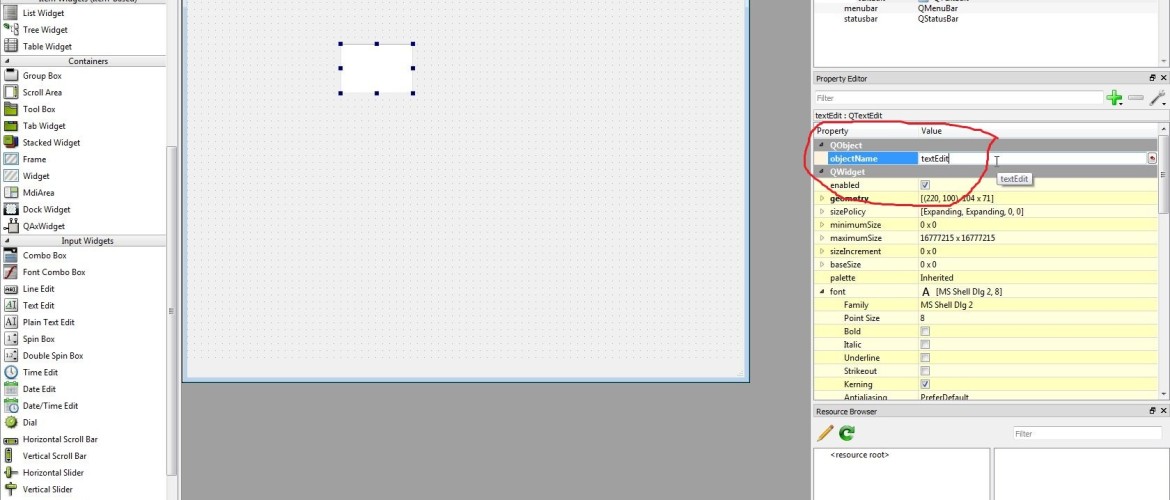 List Widget
Tree Widget
Table Widget
Containers
Group Box
Scroll Area
Tool Box
Tab Widget
Stacked Widget
Frame
Widget
MdiArea
Dock Widget
QAxWidget
Input Widgets
Combo Box
Font Combo Box
Line Edit
Text Edit
Plain Text Edit
Spin Box
Double Spin Box
Time Edit
Date Edit
Date/Time Edit
Dial
Horizontal Scroll Bar
Vertical Scroll Bar
Horizontal Slider
Vertical Slider
menubar QMenuBar
statusbar QStatusBar
Property Editor
Filter
textEdit : QTextEdit
Property Value
QObject
objectName textEdit
QWidget
textEdit
enabled
geometry [(220, 100), 104 x 71]
sizePolicy [Expanding, Expanding, 0, 0]
minimumSize 0 x 0
maximumSize 16777215 x 16777215
sizeIncrement 0 x 0
baseSize 0 x 0
palette Inherited
font A [MS Shell Dlg 2, 8]
Family MS Shell Dlg 2
Point Size 8
Bold
Italic
Underline
Strikeout
Kerning
Antialiasing PreferDefault
Resource Browser
Filter
<resource root>